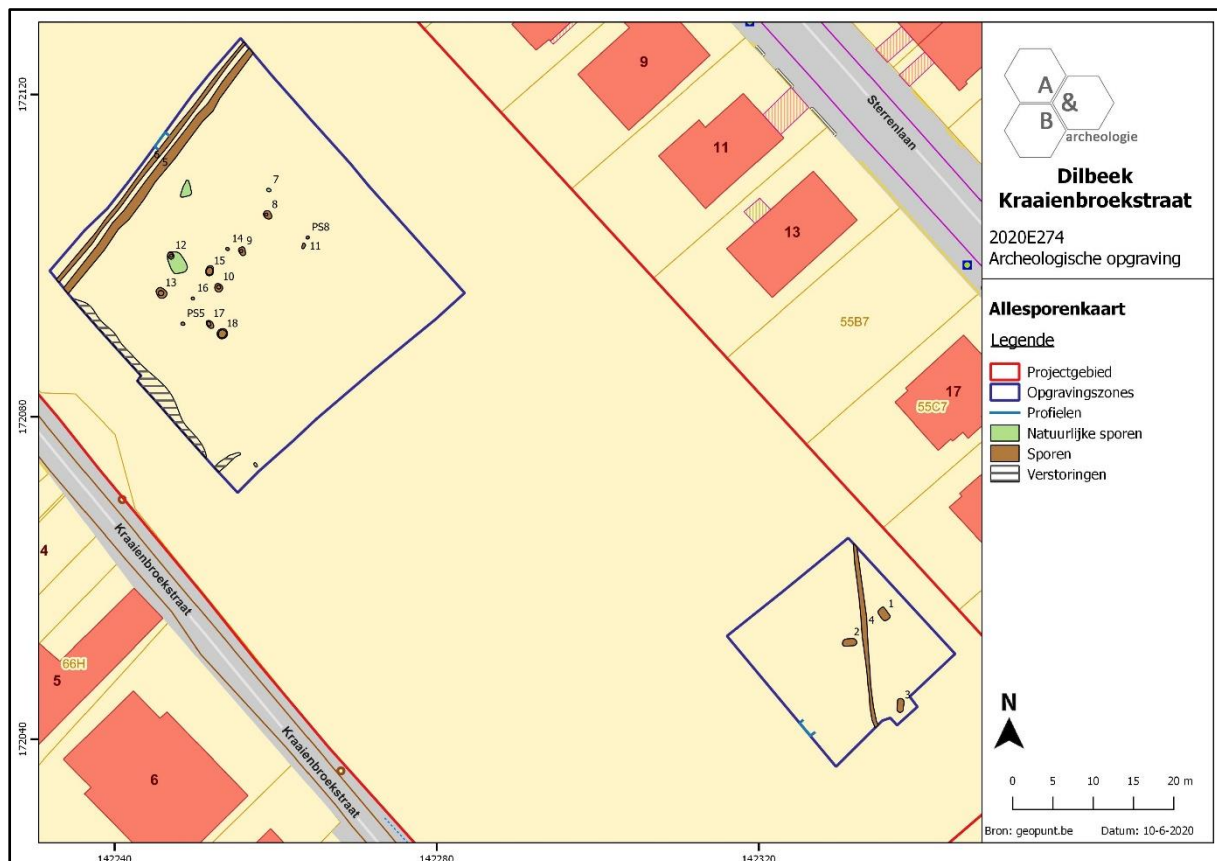 172120
172080
172040
142240
142280
142320
9
11
13
17
Sterrenlaan
55B7
55C7
6
5
7
8
PS8
11
14
9
12
15
10
13
16
PS5
17
18
1
4
2
3
4
Kraaienbroekstraat
66H
5
Kraaienbroekstraat
6
A
&
B
archeologie
Dilbeek
Kraaienbroekstraat
2020E274
Archeologische opgraving
Allesporenkaart
Legende
Projectgebied
Opgravingszones
Profielen
Natuurlijke sporen
Sporen
Verstoringen
N
0 5 10 15 20 m
Bron: geopunt.be Datum: 10-6-2020